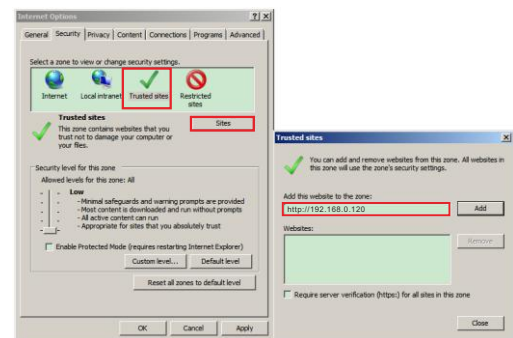 Internet Options
General Security Privacy Content Connections Programs Advanced
Select a zone to view or change security settings.
Internet Local intranet Trusted sites Restricted sites
Trusted sites
This zone contains websites that you
trust not to damage your computer or
your files.
Sites
Security level for this zone
Allowed levels for this zone: All
Low
-Minimal safeguards and warning prompts are provided
-Most content is downloaded and run without prompts
-All active content can run
-Appropriate for sites that you absolutely trust
Enable Protected Mode (requires restarting Internet Explorer)
Custom level... Default level
Reset all zones to default level
OK Cancel Apply
Trusted sites
You can add and remove websites from this zone. All websites in
this zone will use the zone's security settings.
Add this website to the zone:
http://192.168.0.120 Add
Websites:
Remove
Require server verification (https:) for all sites in this zone
Close